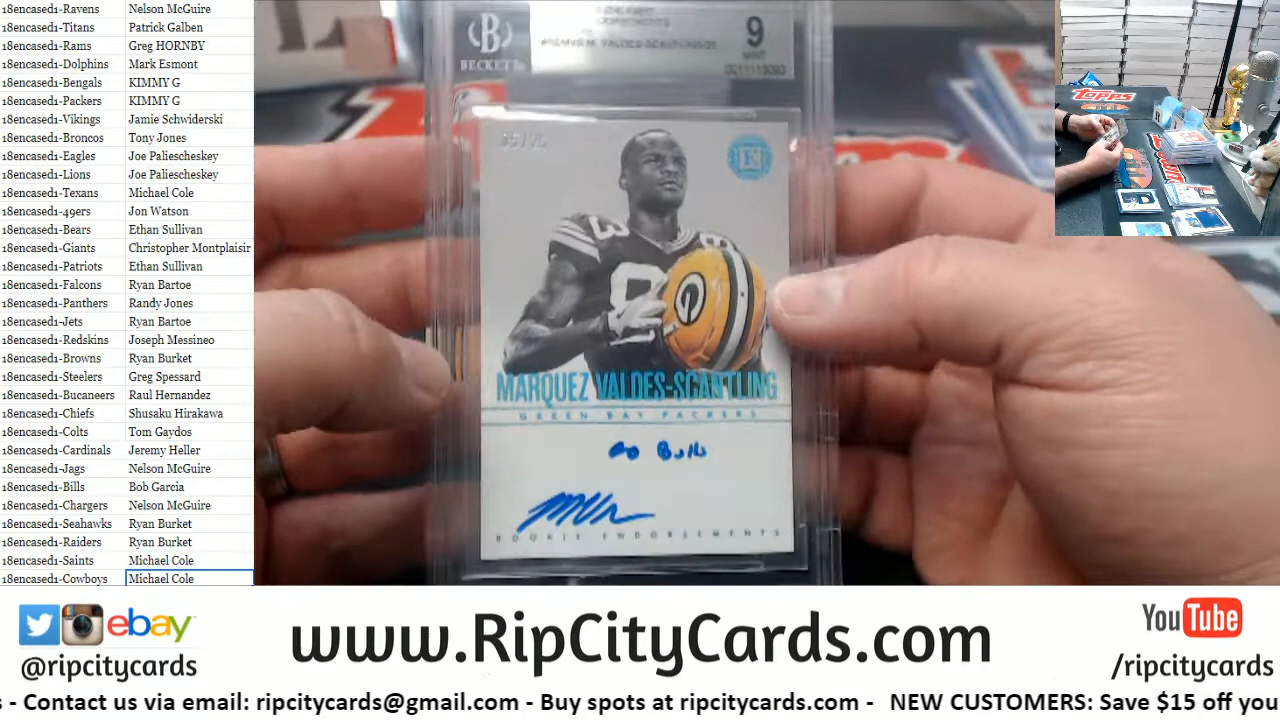 18encased1-Ravens Nelson McGuire
18encased1-Titans Patrick Galben
18encased1-Rams Greg HORNBY
18encased1-Dolphins Mark Esmont
18encased1-Bengals KIMMY G
18encased1-Packers KIMMY G
18encased1-Vikings Jamie Schwiderski
18encased1-Broncos Tony Jones
18encased1-Eagles Joe Paliescheskey
18encased1-Lions Joe Paliescheskey
18encased1-Texans Michael Cole
18encased1-49ers Jon Watson
18encased1-Bears Ethan Sullivan
18encased1-Giants Christopher Montplaisir
18encased1-Patriots Ethan Sullivan
18encased1-Falcons Ryan Bartoe
18encased1-Panthers Randy Jones
18encased1-Jets Ryan Bartoe
18encased1-Redskins Joseph Messineo
18encased1-Browns Ryan Burket
18encased1-Steelers Greg Spessard
18encased1-Bucaneers Raul Hernandez
18encased1-Chiefs Shusaku Hirakawa
18encased1-Colts Tom Gaydos
18encased1-Cardinals Jeremy Heller
18encased1-Jags Nelson McGuire
18encased1-Bills Bob Garcia
18encased1-Chargers Nelson McGuire
18encased1-Seahawks Ryan Burket
18encased1-Raiders Ryan Burket
18encased1-Saints Michael Cole
18encased1-Cowboys Michael Cole
B
BECKETT
M. VALDES-SCANTLING
9
MINT
E
83
G
MARQUEZ VALDES-SCANTLING
GREEN BAY PACKERS
Go Bulls
ROOKIE ENDORSEMENTS
topps
ebay
@ripcitycards
www.RipCityCards.com
YouTube
/ripcitycards
s - Contact us via email: ripcitycards@gmail.com - Buy spots at ripcitycards.com - NEW CUSTOMERS: Save $15 off you